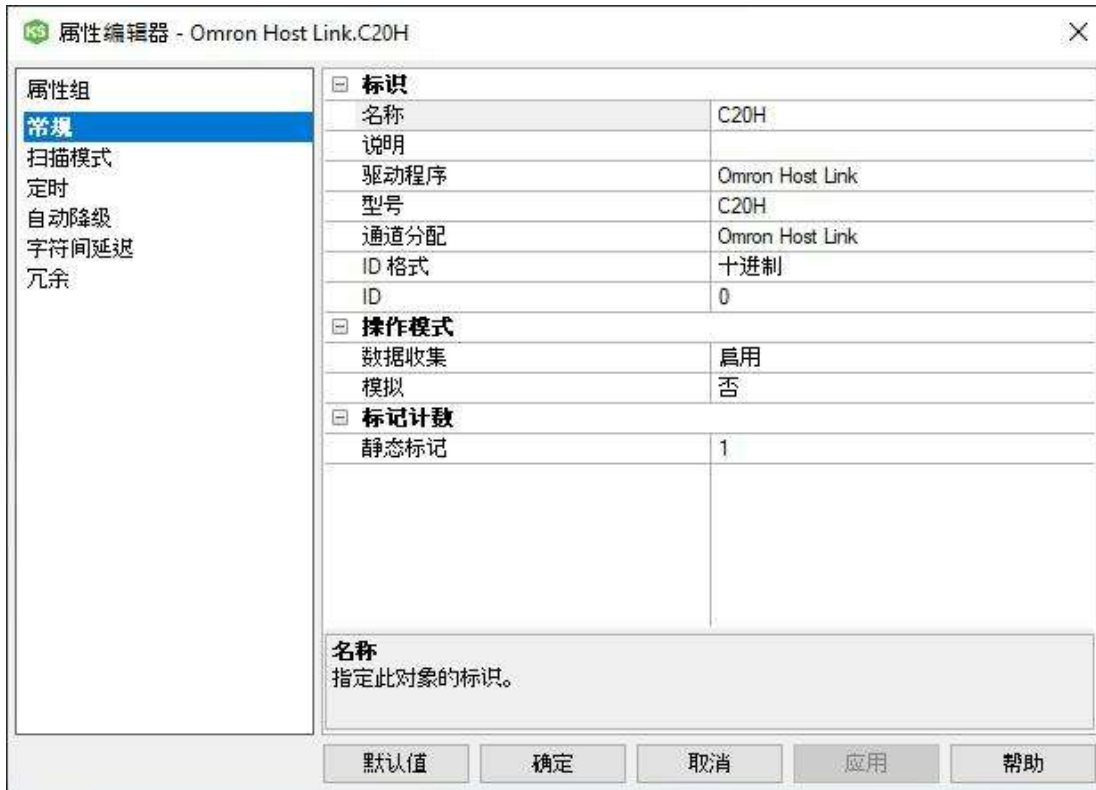 KS 属性编辑器 - Omron Host Link.C20H
属性组
常规
扫描模式
定时
自动降级
字符间延迟
冗余
标识
名称 C20H
说明
驱动程序 Omron Host Link
型号 C20H
通道分配 Omron Host Link
ID 格式 十进制
ID 0
操作模式
数据收集 启用
模拟 否
标记计数
静态标记 1
名称
指定此对象的标识。
默认值 确定 取消 应用 帮助